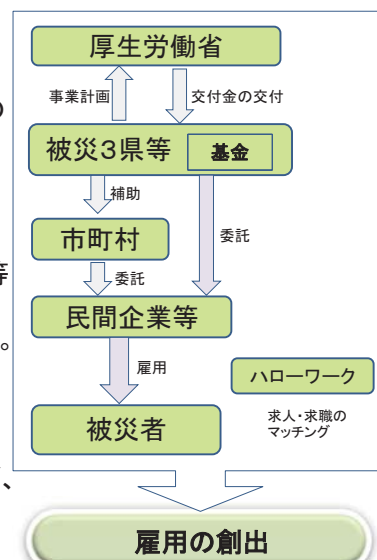 厚生労働省
事業計画
交付金の交付
の
被災３県等
基金
補助
市町村
委託
等
委託
民間企業等
。
雇用
ハローワーク
被災者
求人・求職の
マッチング
、
雇用の創出